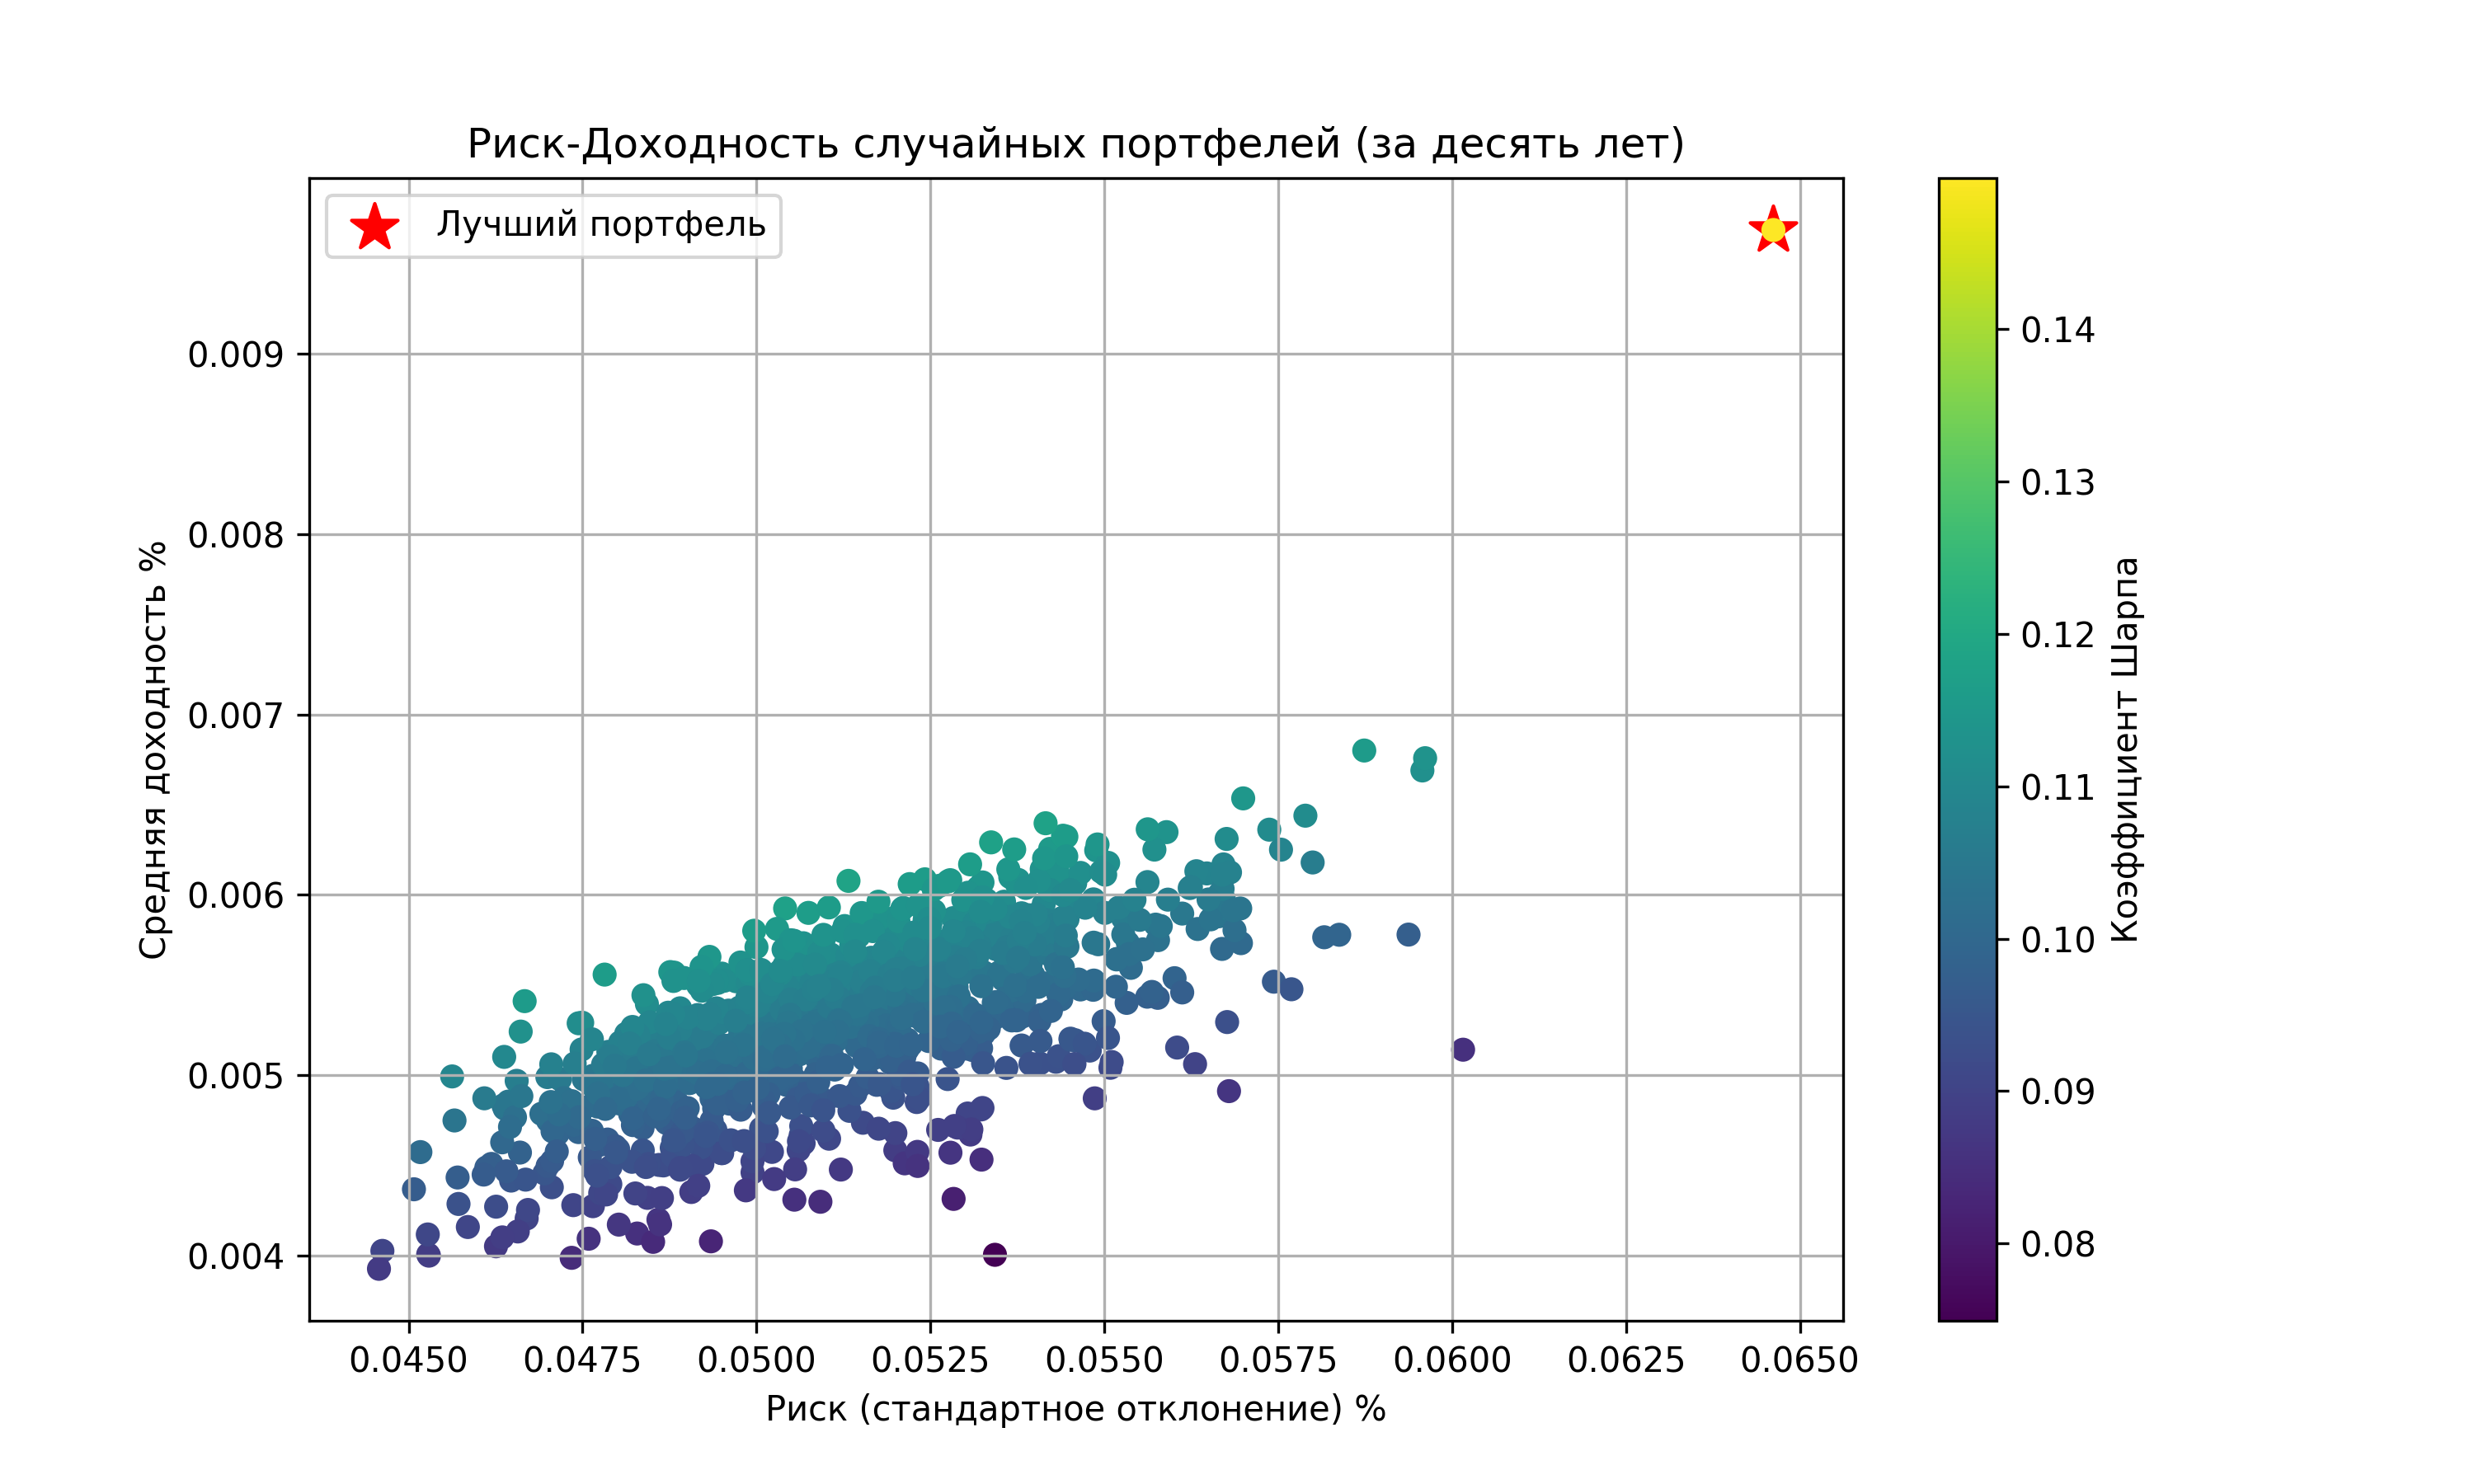 Риск-Доходность случайных портфелей (за десять лет)
Лучший портфель
Средняя доходность %
0.009
0.008
0.007
0.006
0.005
0.004
0.0450 0.0475 0.0500 0.0525 0.0550 0.0575 0.0600 0.0625 0.0650
Риск (стандартное отклонение) %
0.14
0.13
0.12
0.11
0.10
0.09
0.08
Коэффициент Шарпа